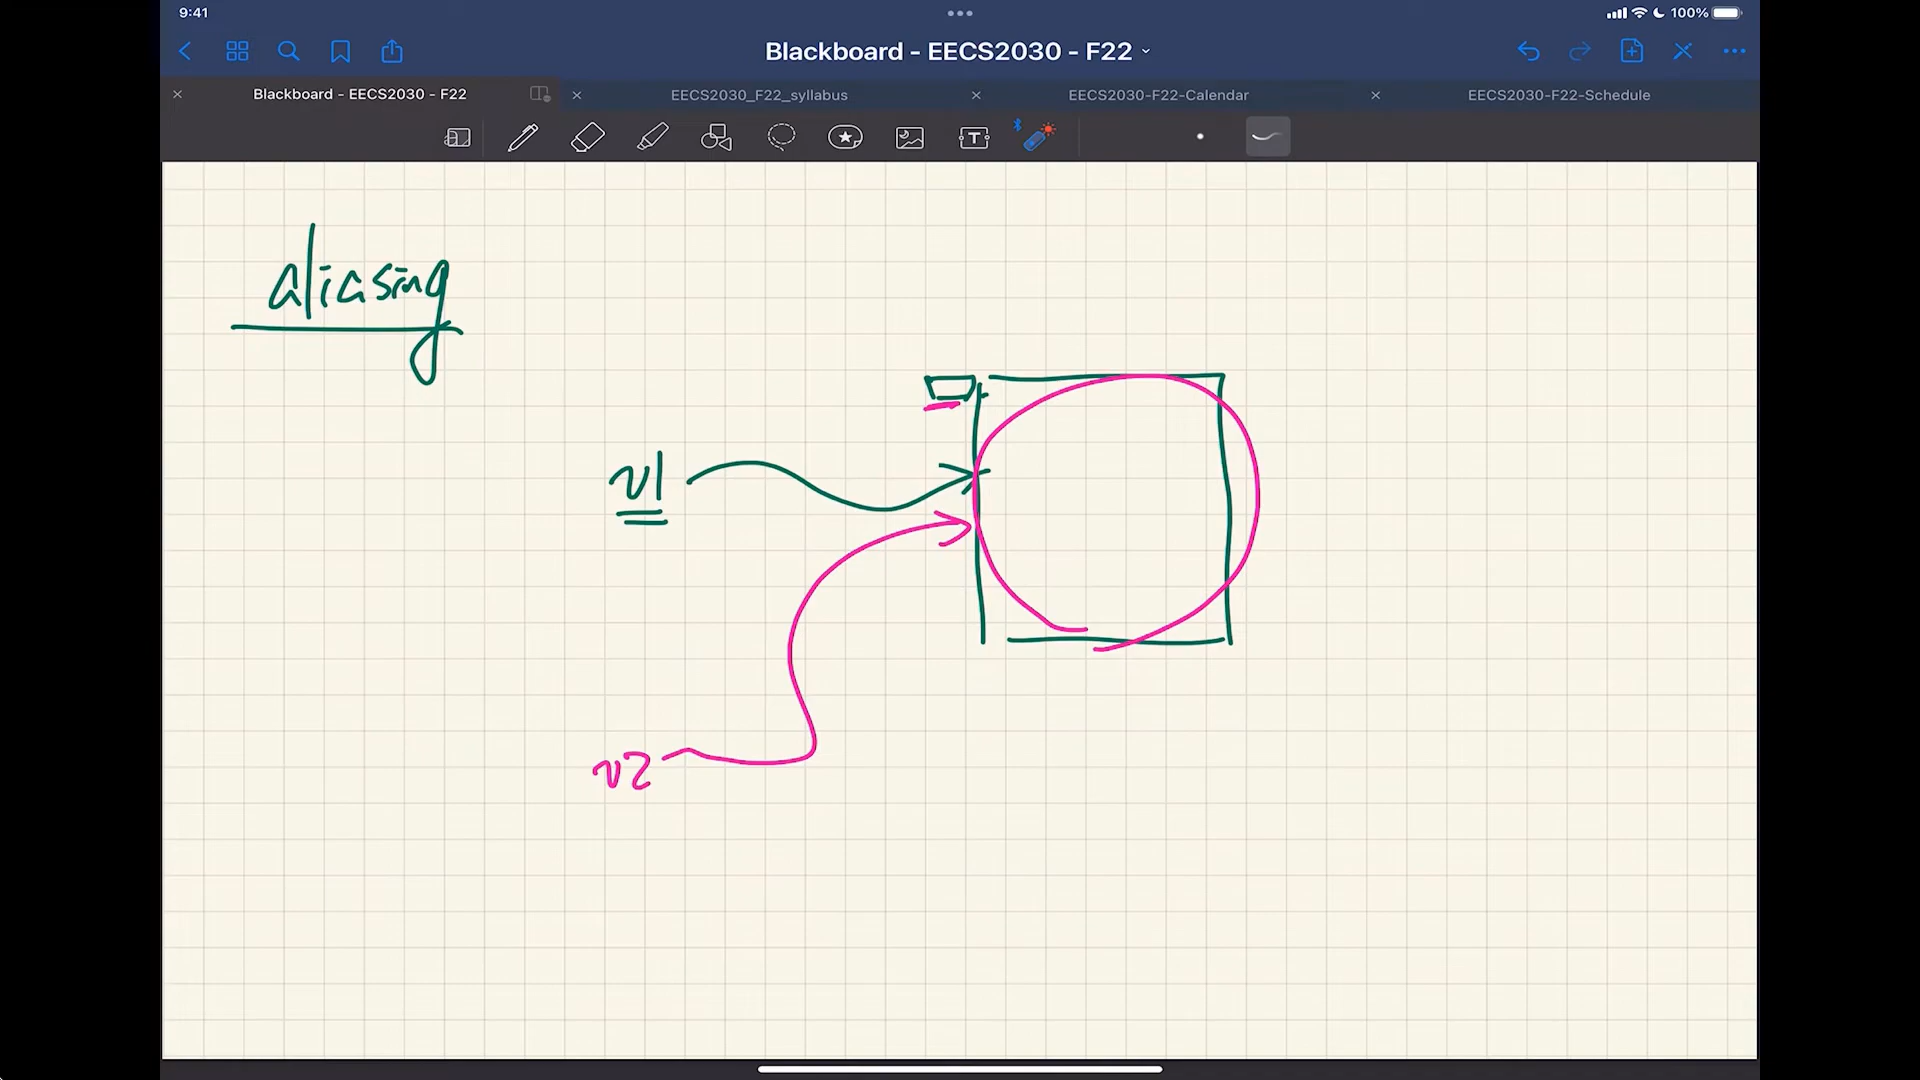 9:41
100%
Blackboard - EECS2030 - F22
Blackboard - EECS2030 - F22
EECS2030_F22_syllabus
EECS2030-F22-Calendar
EECS2030-F22-Schedule
T
aliasing
v1
v2